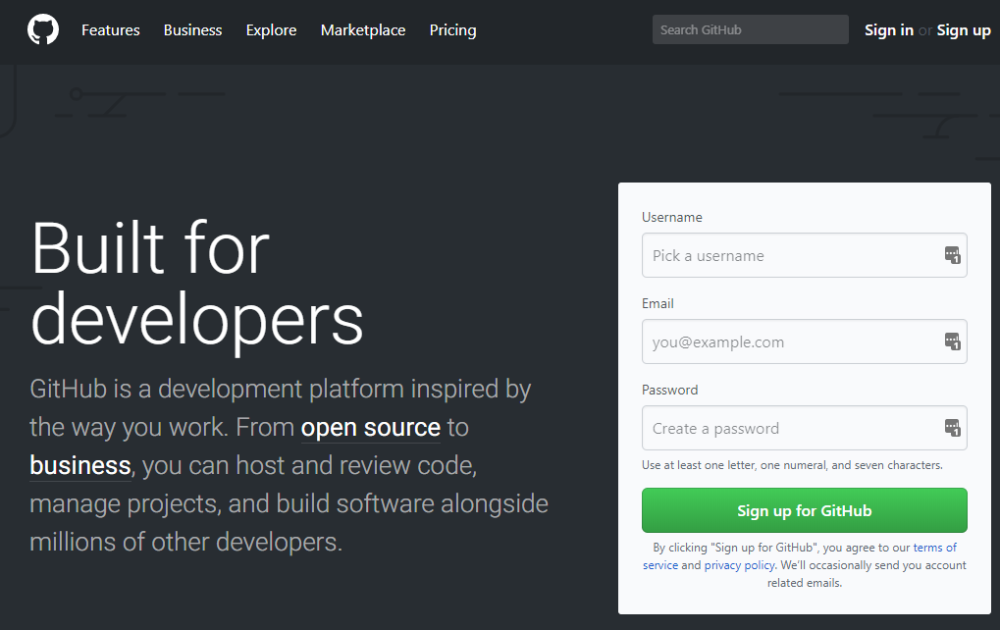 Features Business Explore Marketplace Pricing Search GitHub Sign in or Sign up
Built for
developers
GitHub is a development platform inspired by
the way you work. From open source to
business, you can host and review code,
manage projects, and build software alongside
millions of other developers.
Username
Pick a username
1
Email
you@example.com
1
Password
Create a password
1
Use at least one letter, one numeral, and seven characters.
Sign up for GitHub
By clicking "Sign up for GitHub", you agree to our terms of
service and privacy policy. We'll occasionally send you account
related emails.